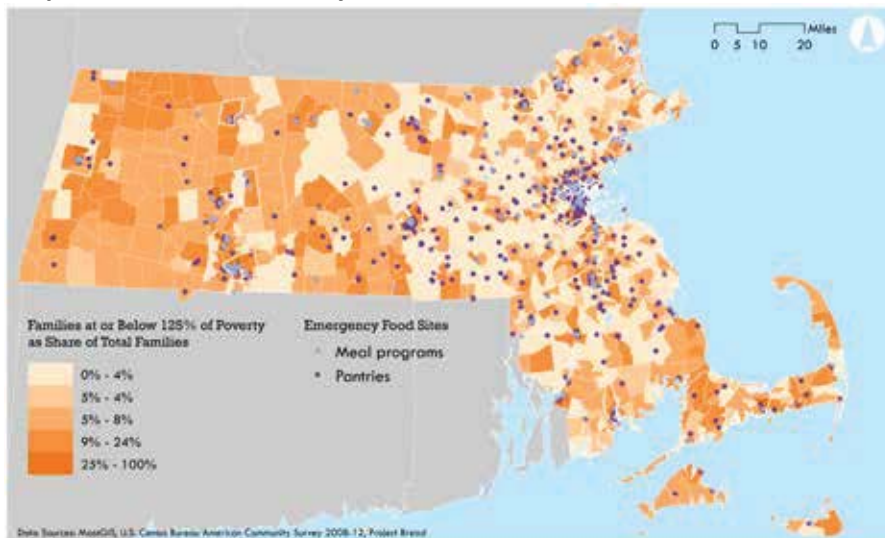 Miles
0 5 10 20
Families at or Below 125% of Poverty
as Share of Total Families
0% - 4%
5% - 4%
5% - 8%
9% - 24%
25% - 100%
Emergency Food Sites
Meal programs
Pantries
Data Sources: MassGIS, U.S. Census Bureau American Community Survey 2008-12, Project Bread